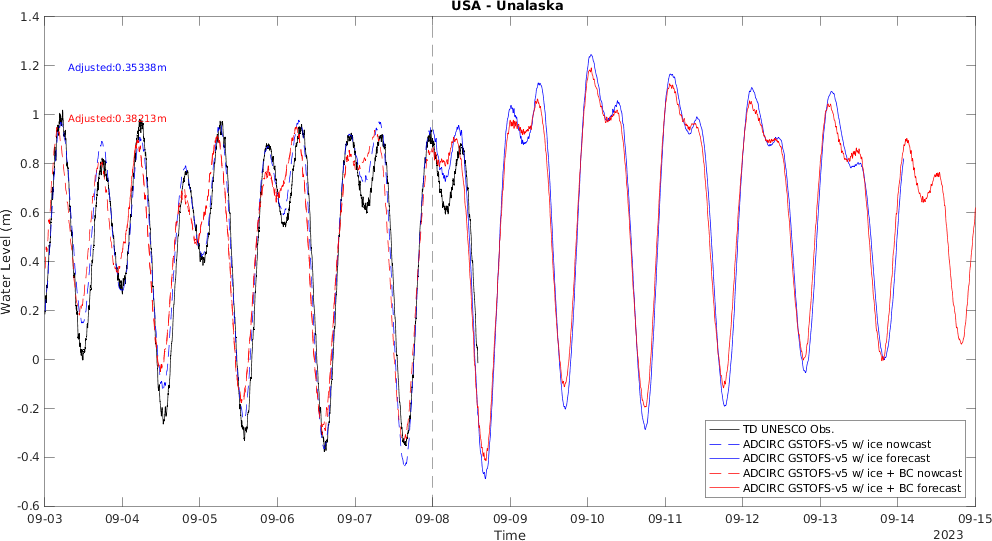 USA - Unalaska
1.4
1.2
1
0.8
0.6
0.4
0.2
0
-0.2
-0.4
-0.6
Water Level (m)
Adjusted:0.35338m
Adjusted:0.38213m
TD UNESCO Obs.
ADCIRC GSTOFS-v5 w/ ice nowcast
ADCIRC GSTOFS-v5 w/ ice forecast
ADCIRC GSTOFS-v5 w/ ice + BC nowcast
ADCIRC GSTOFS-v5 w/ ice + BC forecast
09-03 09-04 09-05 09-06 09-07 09-08 09-09 09-10 09-11 09-12 09-13 09-14 09-15
Time
2023